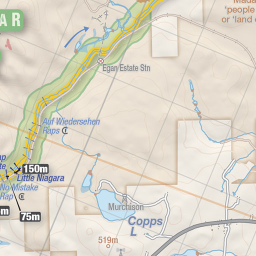 A R
'people
or 'land
Egan Estate Stn
Auf Wiedersehen
Raps
150m
Little Niagara
No Mistake
Rap
75m
Murchison
Copps
L
519m